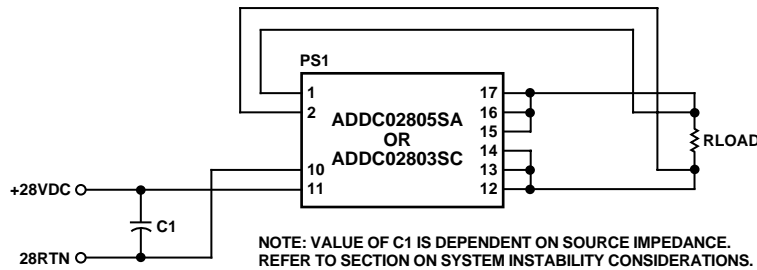 PS1
1
2
10
11
ADDC02805SA
OR
ADDC02803SC
17
16
15
14
13
12
RLOAD
+28VDC
C1
28RTN
NOTE: VALUE OF C1 IS DEPENDENT ON SOURCE IMPEDANCE.
REFER TO SECTION ON SYSTEM INSTABILITY CONSIDERATIONS.